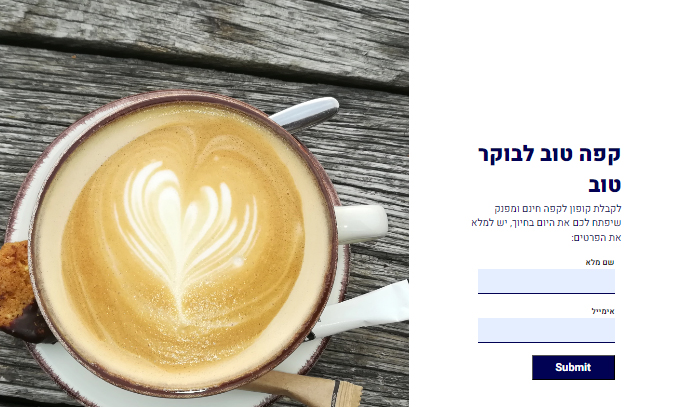 קפה טוב לבוקר
טוב
לקבלת קופון לקפה חינם ומפנק
שיפתח לכם את היום בחיוך, יש למלא
את הפרטים:
שם מלא
אימייל
Submit